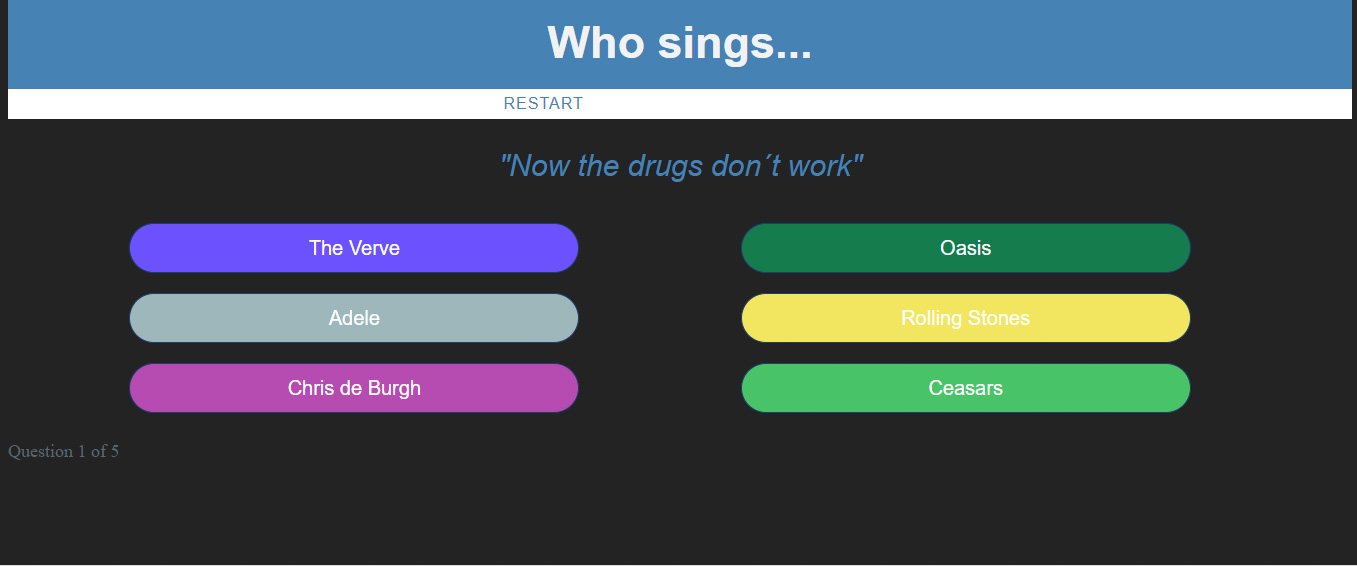 Who sings...
RESTART
"Now the drugs don´t work"
The Verve
Oasis
Adele
Rolling Stones
Chris de Burgh
Ceasars
Question 1 of 5